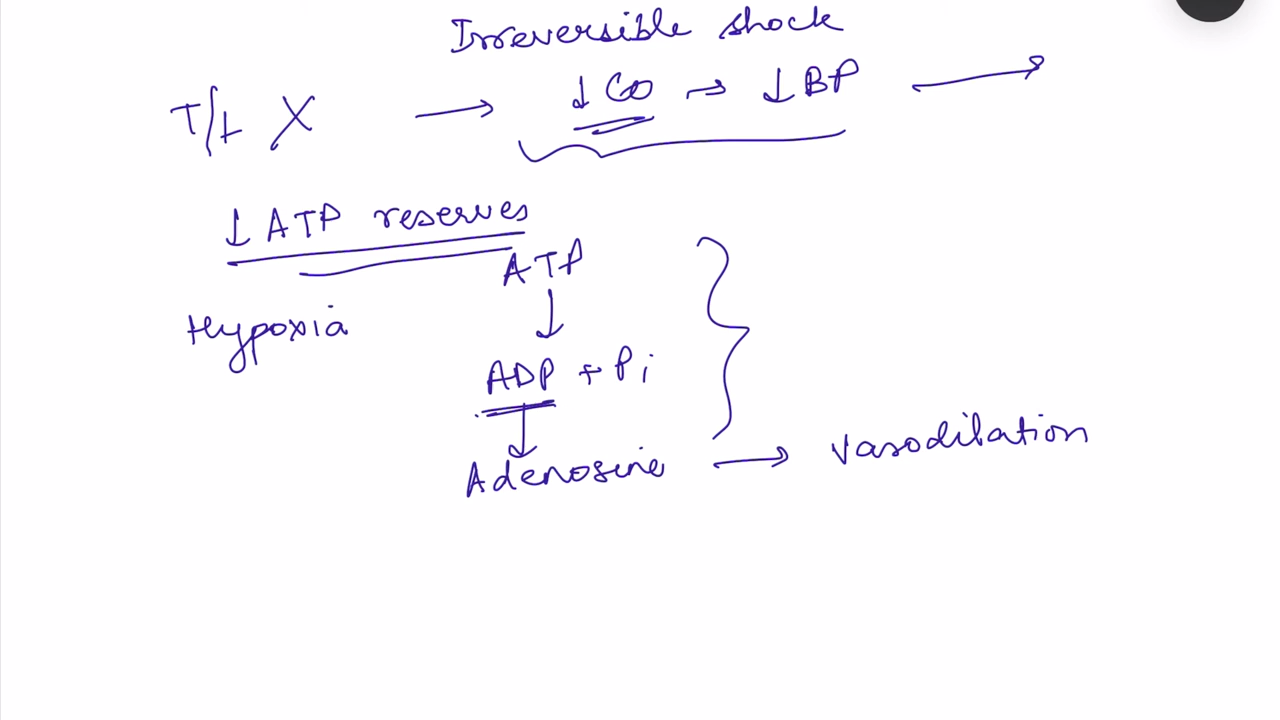 Irreversible shock
T/t X → ↓ CO → ↓ BP →
↓ ATP reserves
ATP
↓
Hypoxia
ADP + Pi
↓
Adenosine → Vasodilation